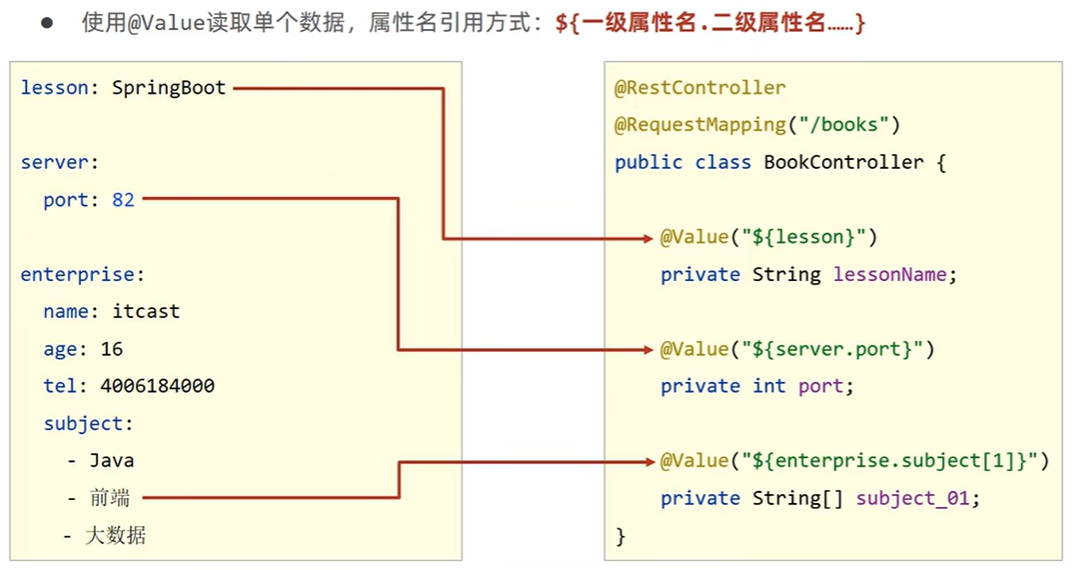 ● 使用@Value读取单个数据，属性名引用方式：${一级属性名.二级属性名……}
lesson: SpringBoot
server:
port: 82
enterprise:
name: itcast
age: 16
tel: 4006184000
subject:
- Java
- 前端
- 大数据
@RestController
@RequestMapping("/books")
public class BookController {
@Value("${lesson}")
private String lessonName;
@Value("${server.port}")
private int port;
@Value("${enterprise.subject[1]}")
private String[] subject_01;
}